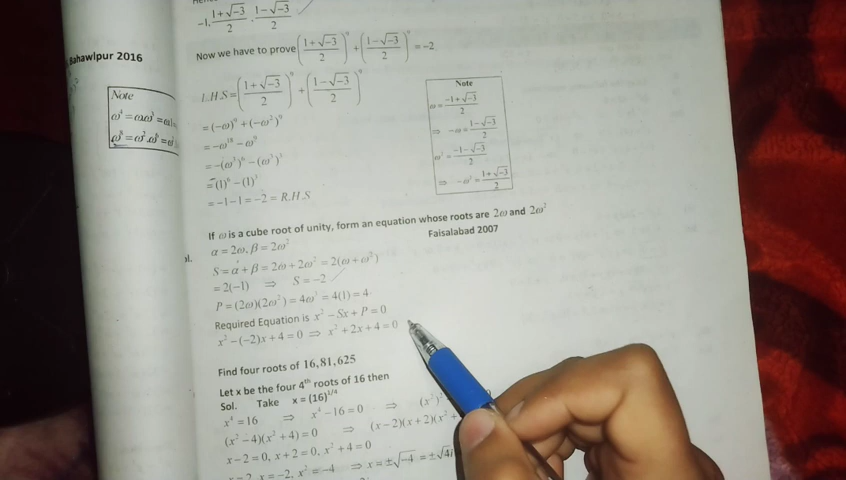 -1, (1+√-3)/2, (1-√-3)/2
Now we have to prove ((1+√-3)/2)⁹ + ((1-√-3)/2)⁹ = -2
Bahawlpur 2016
L.H.S = ((1+√-3)/2)⁹ + ((1-√-3)/2)⁹
Note
ω⁴ = ω.ω³ = ω(
ω⁸ = ω².ω⁶ = ω²
Note
ω = (-1+√-3)/2
⇒ -ω = (1-√-3)/2
ω² = (-1-√-3)/2
⇒ -ω² = (1+√-3)/2
= (-ω)⁹ + (-ω²)⁹
= -ω¹⁸ - ω⁹
= -(ω³)⁶ - (ω³)³
= (1)⁶ - (1)³
= -1 - 1 = -2 = R.H.S
If ω is a cube root of unity, form an equation whose roots are 2ω and 2ω²
α = 2ω, β = 2ω²
Faisalabad 2007
S = α + β = 2ω + 2ω² = 2(ω + ω²)
= 2(-1) ⇒ S = -2
P = (2ω)(2ω²) = 4ω³ = 4(1) = 4
Required Equation is x² - Sx + P = 0
x² - (-2)x + 4 = 0 ⇒ x² + 2x + 4 = 0
Find four roots of 16,81,625
Let x be the four 4th roots of 16 then
Sol. Take x = (16)^1/4
x⁴ = 16 ⇒ x⁴ - 16 = 0 ⇒ (x²)²
(x² - 4)(x² + 4) = 0 ⇒ (x - 2)(x + 2)(x² +
x - 2 = 0, x + 2 = 0, x² + 4 = 0
x = -2, x² = -4 ⇒ x = ±√-4 = ±√4i